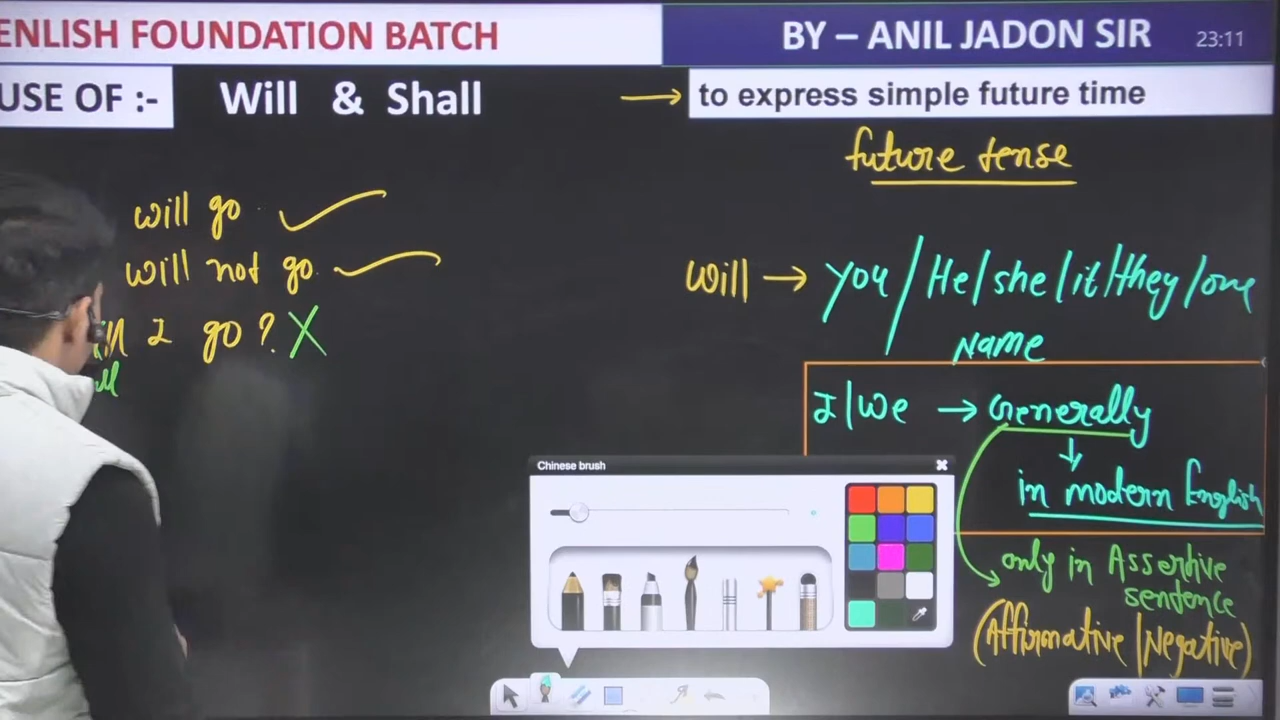 ENLISH FOUNDATION BATCH
BY – ANIL JADON SIR 23:11
USE OF :- Will & Shall → to express simple future time
future tense
will go
will not go
I go ?
Will → You / He / she / it / they / one
Name
I / We → Generally
in modern English
only in Assertive
sentence
(Affirmative / Negative)
Chinese brush